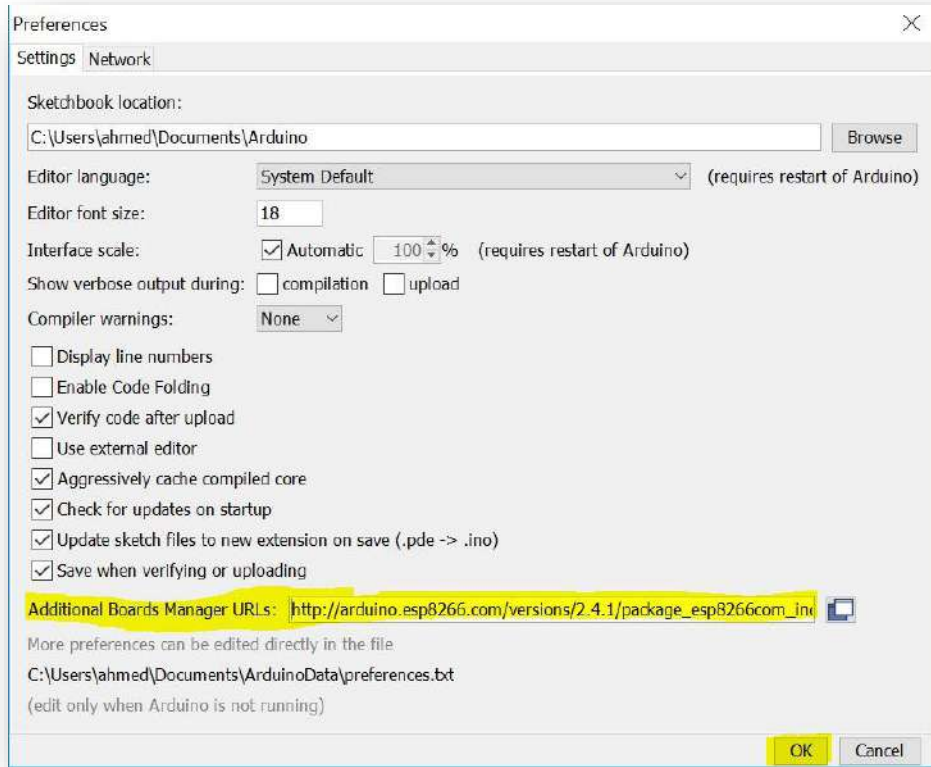 Preferences
Settings Network
Sketchbook location:
C:\Users\ahmed\Documents\Arduino Browse
Editor language: System Default (requires restart of Arduino)
Editor font size: 18
Interface scale: Automatic 100 % (requires restart of Arduino)
Show verbose output during: compilation upload
Compiler warnings: None
Display line numbers
Enable Code Folding
Verify code after upload
Use external editor
Aggressively cache compiled core
Check for updates on startup
Update sketch files to new extension on save (.pde -> .ino)
Save when verifying or uploading
Additional Boards Manager URLs: http://arduino.esp8266.com/versions/2.4.1/package_esp8266com_in
More preferences can be edited directly in the file
C:\Users\ahmed\Documents\ArduinoData\preferences.txt
(edit only when Arduino is not running)
OK Cancel